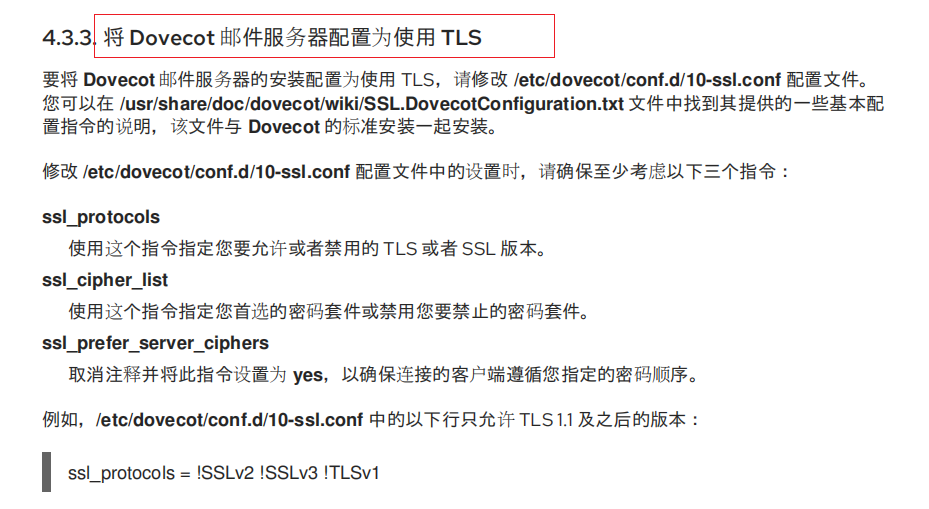 4.3.3. 将 Dovecot 邮件服务器配置为使用 TLS
要将 Dovecot 邮件服务器的安装配置为使用 TLS，请修改 /etc/dovecot/conf.d/10-ssl.conf 配置文件。
您可以在 /usr/share/doc/dovecot/wiki/SSL.DovecotConfiguration.txt 文件中找到其提供的一些基本配
置指令的说明，该文件与 Dovecot 的标准安装一起安装。
修改 /etc/dovecot/conf.d/10-ssl.conf 配置文件中的设置时，请确保至少考虑以下三个指令：
ssl_protocols
使用这个指令指定您要允许或者禁用的 TLS 或者 SSL 版本。
ssl_cipher_list
使用这个指令指定您首选的密码套件或禁用您要禁止的密码套件。
ssl_prefer_server_ciphers
取消注释并将此指令设置为 yes，以确保连接的客户端遵循您指定的密码顺序。
例如，/etc/dovecot/conf.d/10-ssl.conf 中的以下行只允许 TLS 1.1 及之后的版本：
ssl_protocols = !SSLv2 !SSLv3 !TLSv1